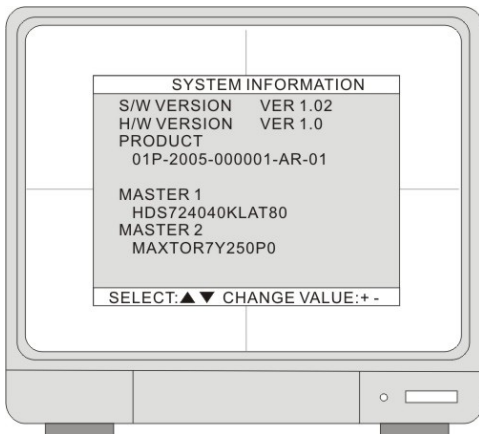 SYSTEM INFORMATION
S/W VERSION VER 1.02
H/W VERSION VER 1.0
PRODUCT
01P-2005-000001-AR-01
MASTER 1
HDS724040KLAT80
MASTER 2
MAXTOR7Y250P0
SELECT:▲▼ CHANGE VALUE:+ -